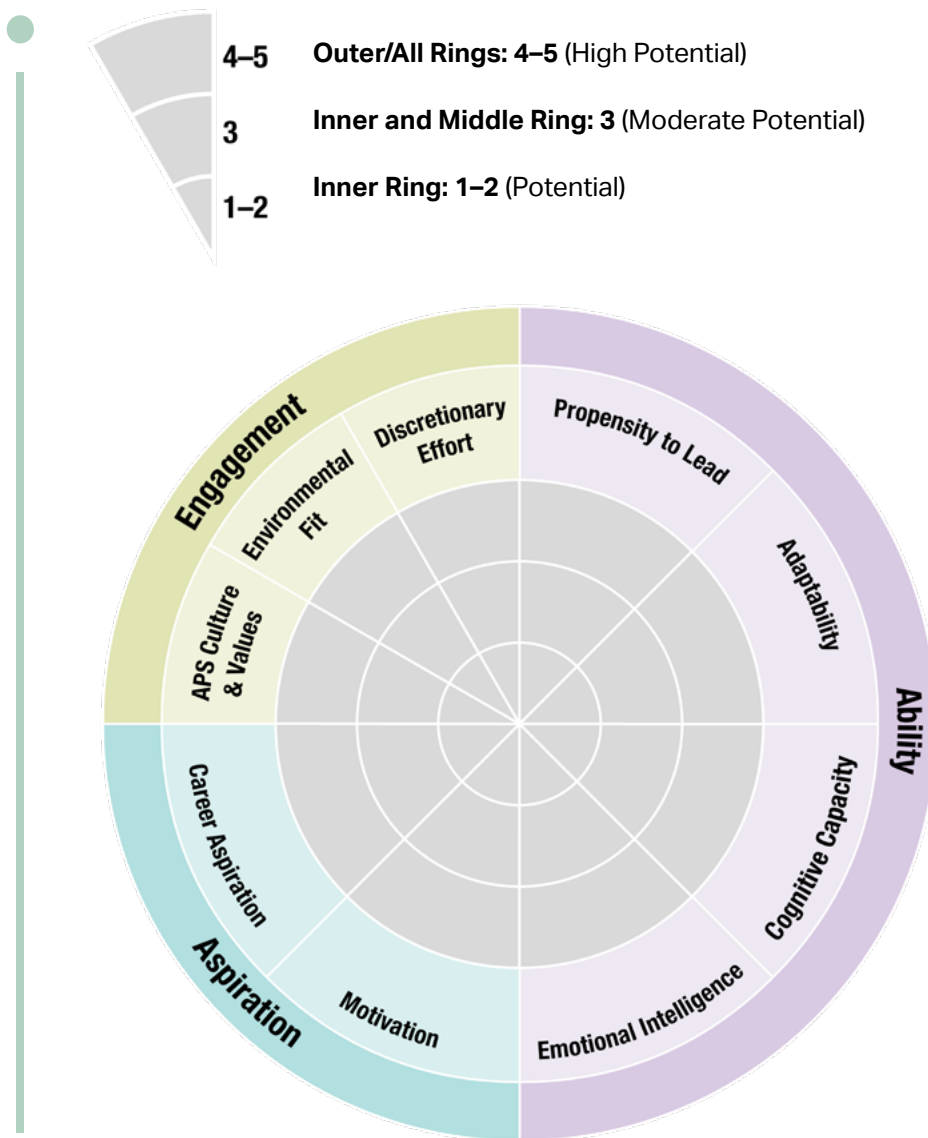 4–5
Outer/All Rings: 4–5 (High Potential)
3
Inner and Middle Ring: 3 (Moderate Potential)
1–2
Inner Ring: 1–2 (Potential)
Engagement
Discretionary
Effort
Environmental
Fit
APS Culture
& Values
Propensity to Lead
Adaptability
Ability
Cognitive Capacity
Emotional Intelligence
Career Aspiration
Motivation
Aspiration